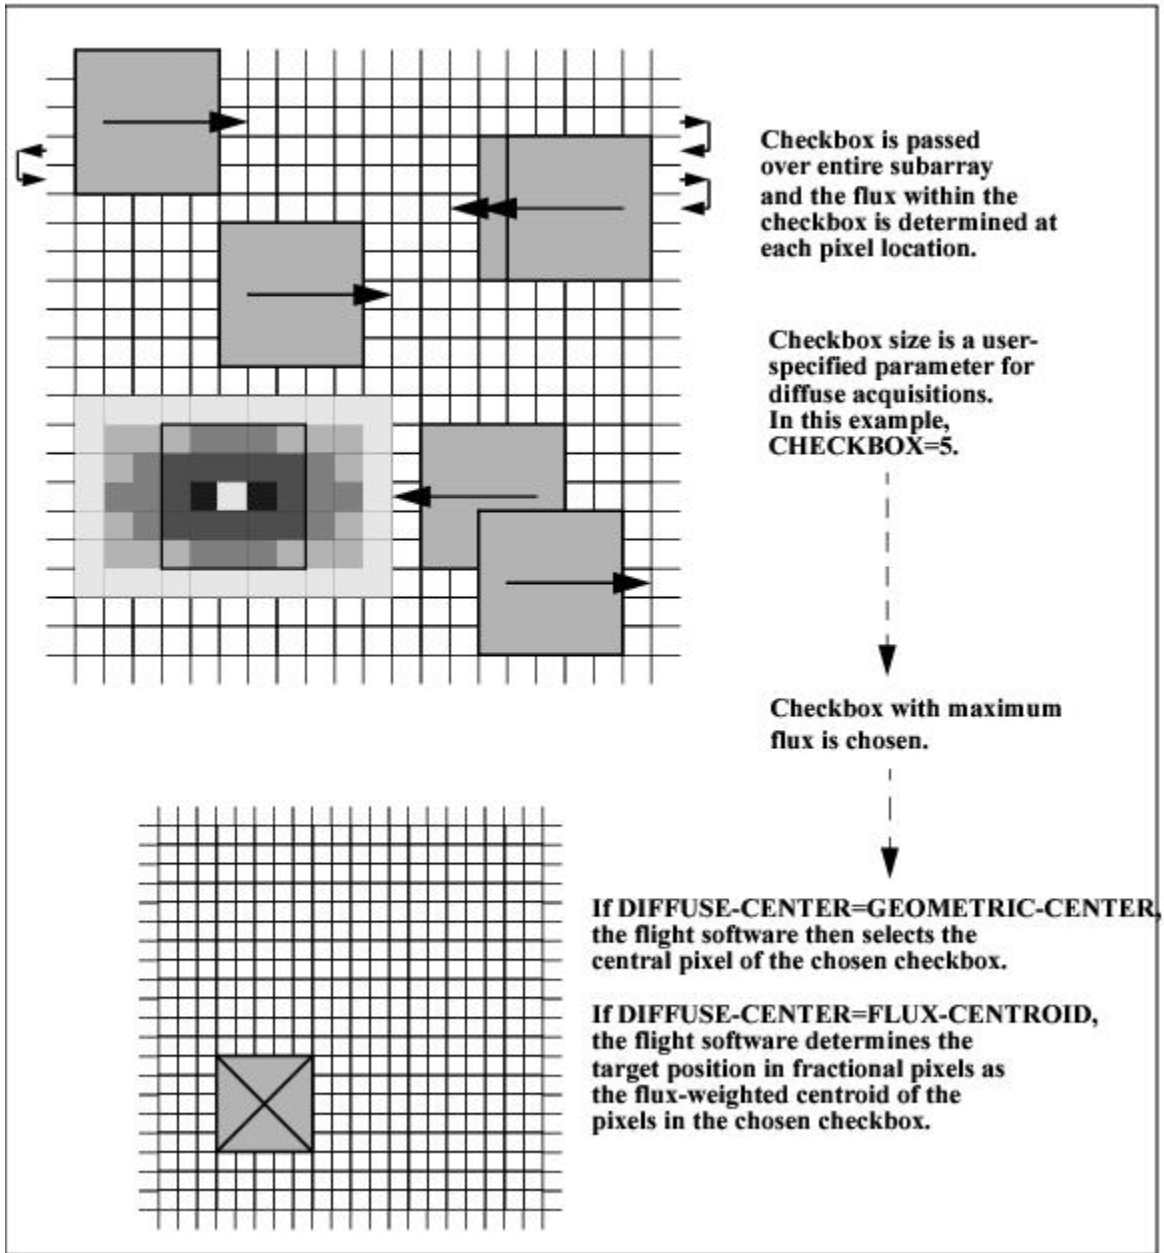 Checkbox is passed
over entire subarray
and the flux within the
checkbox is determined at
each pixel location.
Checkbox size is a user-
specified parameter for
diffuse acquisitions.
In this example,
CHECKBOX=5.
Checkbox with maximum
flux is chosen.
If DIFFUSE-CENTER=GEOMETRIC-CENTER,
the flight software then selects the
central pixel of the chosen checkbox.
If DIFFUSE-CENTER=FLUX-CENTROID,
the flight software determines the
target position in fractional pixels as
the flux-weighted centroid of the
pixels in the chosen checkbox.